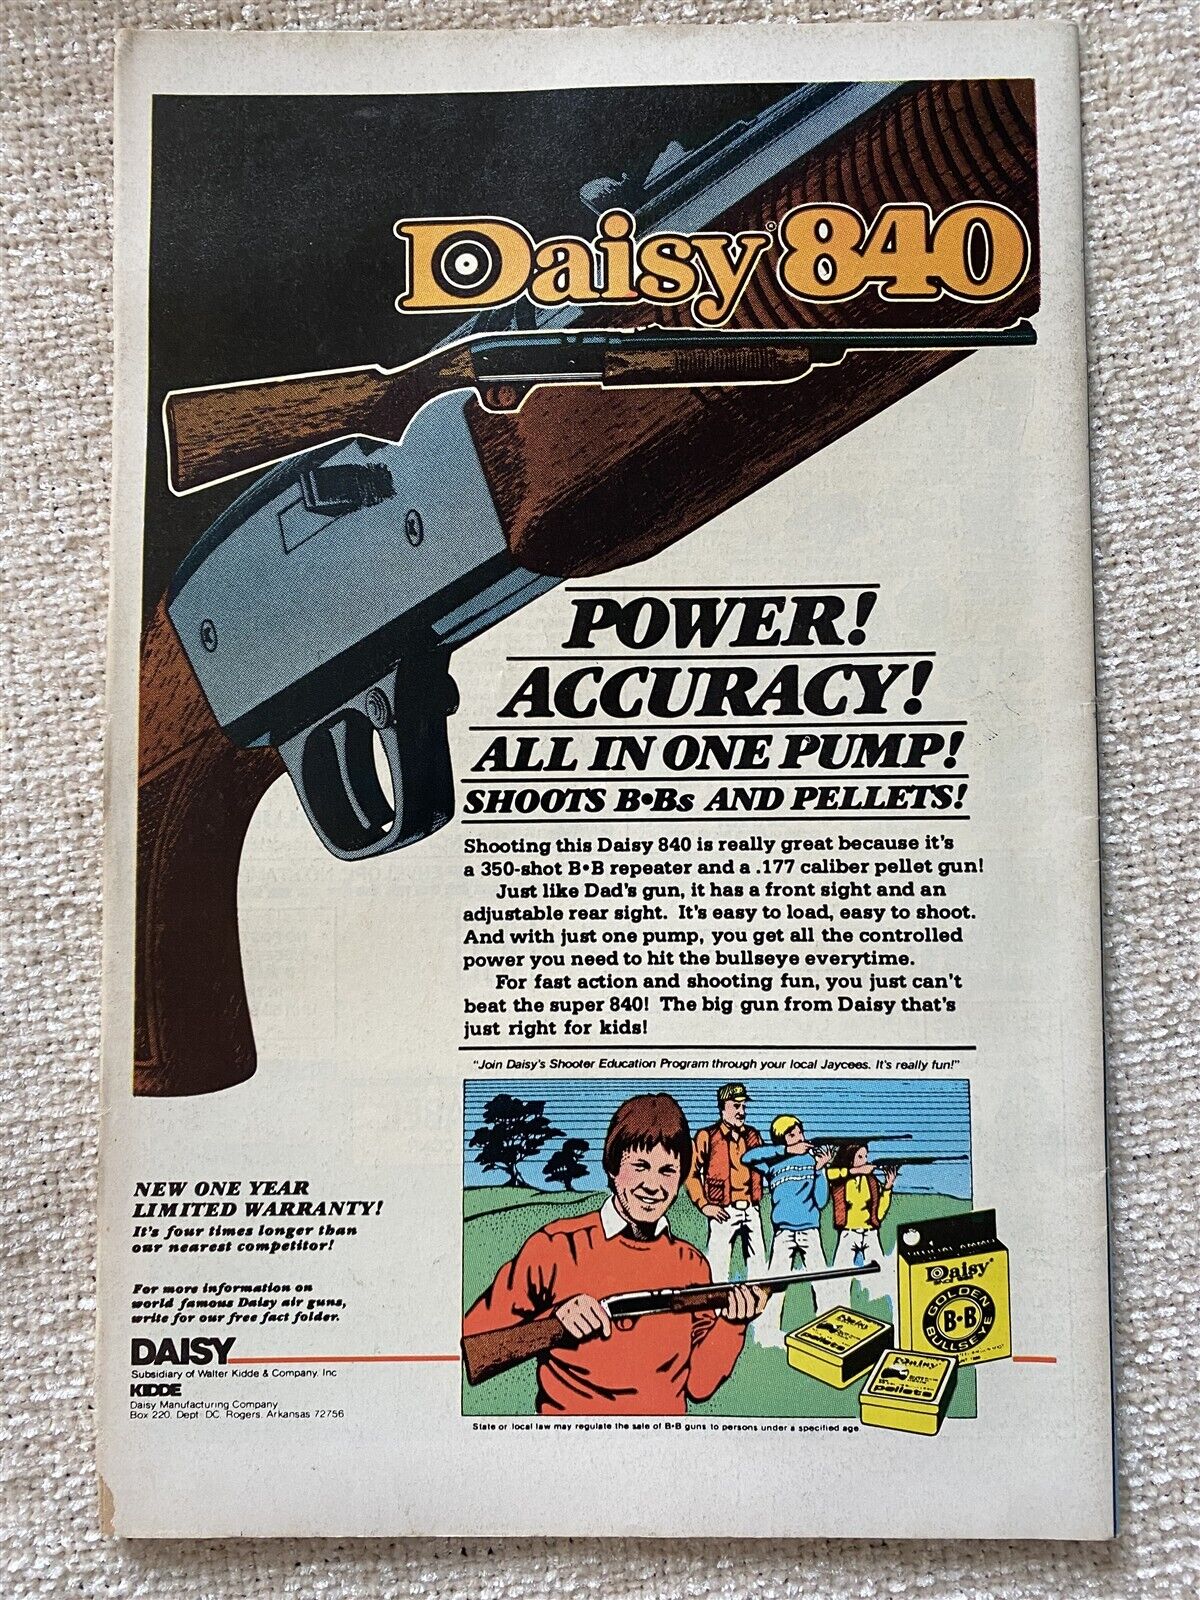 Daisy® 840
POWER!
ACCURACY!
ALL IN ONE PUMP!
SHOOTS B•Bs AND PELLETS!
Shooting this Daisy 840 is really great because it's
a 350-shot B•B repeater and a .177 caliber pellet gun!
Just like Dad's gun, it has a front sight and an
adjustable rear sight. It's easy to load, easy to shoot.
And with just one pump, you get all the controlled
power you need to hit the bullseye everytime.
For fast action and shooting fun, you just can't
beat the super 840! The big gun from Daisy that's
just right for kids!
"Join Daisy's Shooter Education Program through your local Jaycees. It's really fun!"
NEW ONE YEAR
LIMITED WARRANTY!
It's four times longer than
our nearest competitor!
For more information on
world famous Daisy air guns,
write for our free fact folder.
DAISY
Subsidiary of Walter Kidde & Company, Inc
KIDDE
Daisy Manufacturing Company
Box 220, Dept. DC, Rogers, Arkansas 72756
Daisy®
GOLDEN
B•B
BULLSEYE
pellets
Daisy
pellets
State or local law may regulate the sale of B•B guns to persons under a specified age